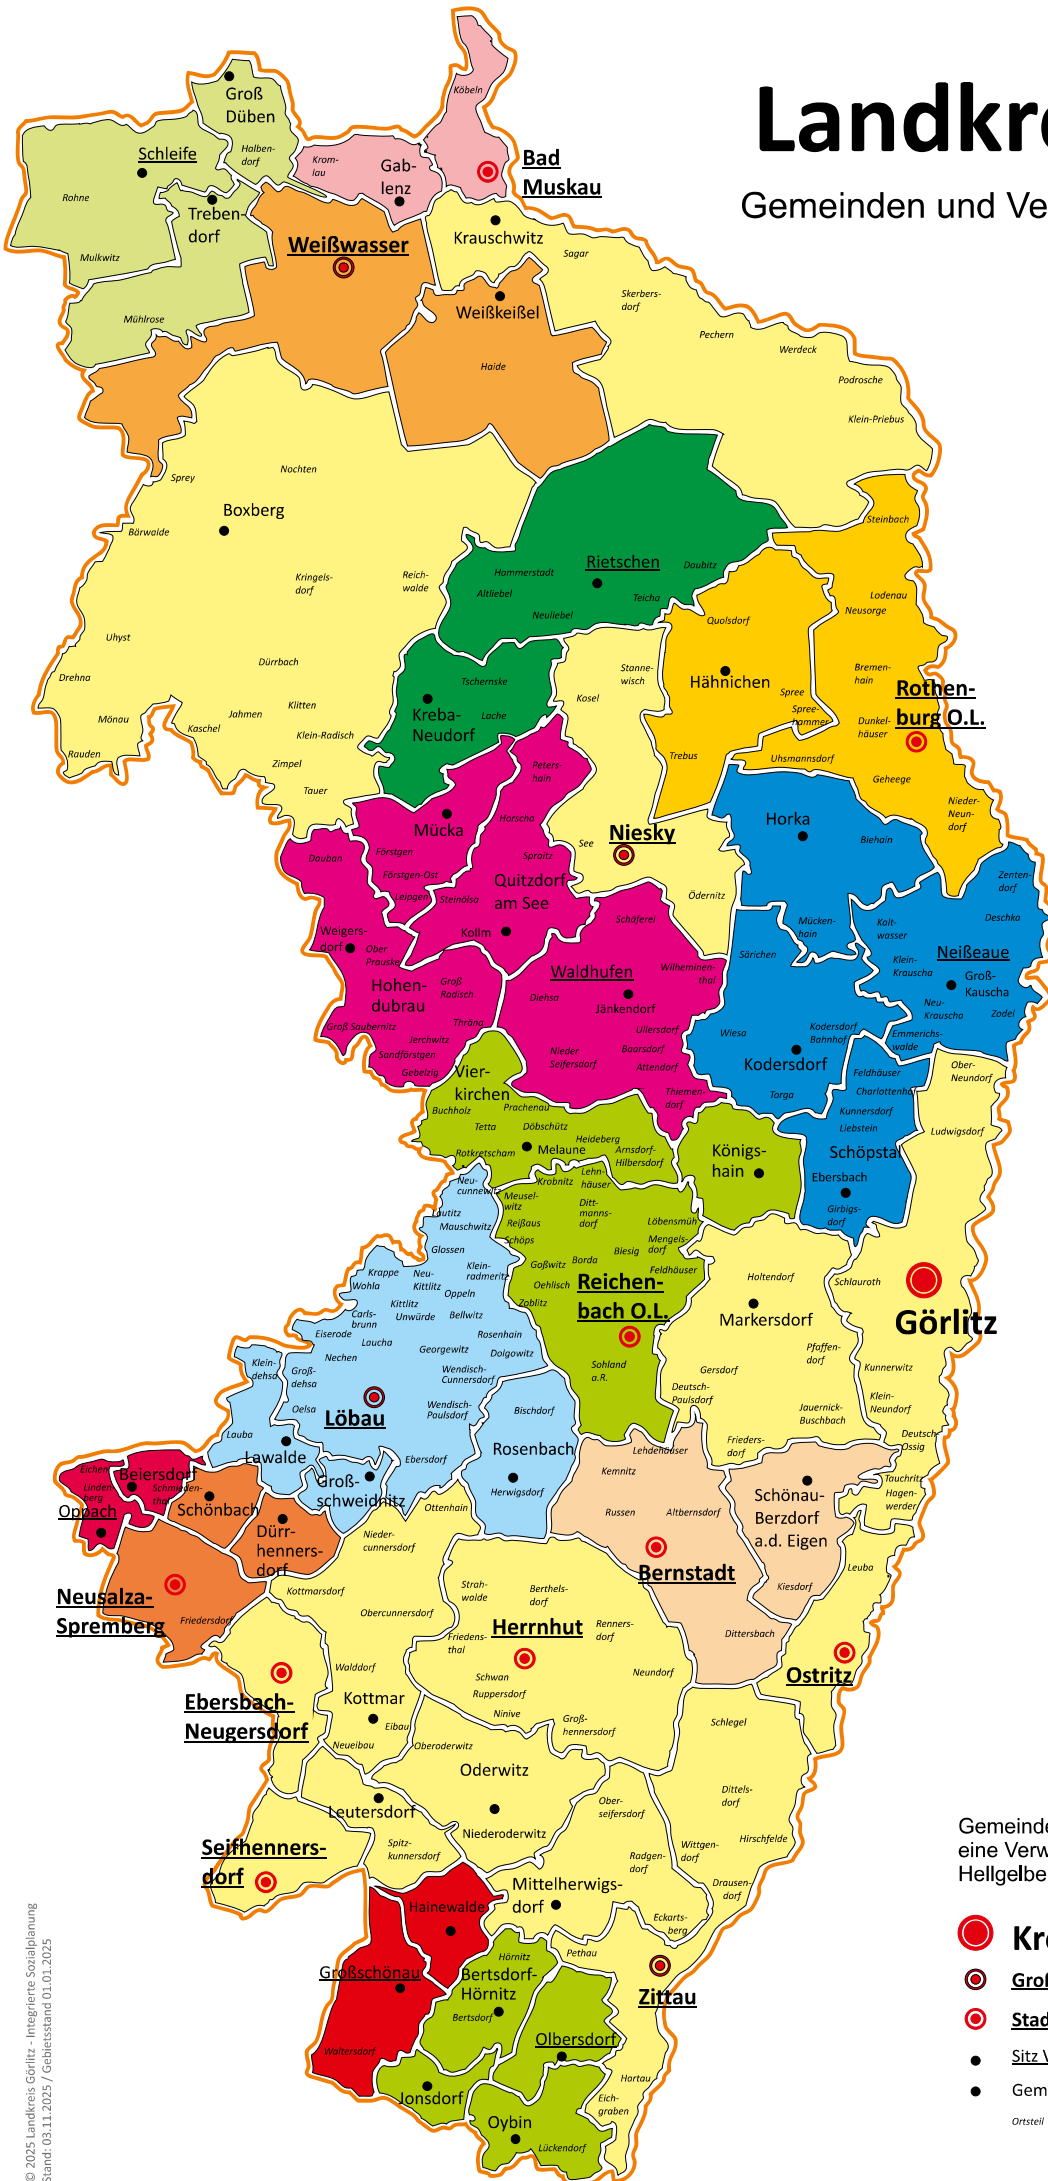 Landkre
Gemeinden und Ve
Köbeln
Groß
Düben
Halben-
dorf
Schleife
Krom-
lau
Gab-
lenz
Bad
Muskau
Rohne
Treben-
dorf
Mulkwitz
Mühlrose
Weißwasser
Krauschwitz
Sagar
Skerbers-
dorf
Weißkeißel
Haide
Pechern
Werdeck
Podrosche
Klein-Priebus
Nochten
Sprey
Boxberg
Bärwalde
Kringels-
dorf
Reich-
walde
Uhyst
Dürrbach
Drehna
Mönau
Jahmen
Klitten
Kaschel
Klein-Radisch
Rauden
Zimpel
Tauer
Rietschen
Hammerstadt
Altliebel
Neuliebel
Teicha
Daubitz
Steinbach
Lodenau
Neusorge
Quolsdorf
Hähnichen
Spree
Spree-
hammer
Trebus
Bremen-
hain
Rothen-
burg O.L.
Dunkel-
häuser
Uhsmannsdorf
Geheege
Nieder-
Neun-
dorf
Tschernske
Kreba-
Neudorf
Lache
Stanne-
wisch
Kosel
Peters-
hain
Mücka
Horscha
Niesky
See
Ödernitz
Dauban
Förstgen
Förstgen-Ost
Leipgen
Steinölsa
Sproitz
Quitzdorf
am See
Kollm
Weigers-
dorf
Ober
Prauske
Hohen-
dubrau
Groß
Radisch
Groß Saubernitz
Thräna
Jerchwitz
Sandförstgen
Gebelzig
Schäferei
Waldhufen
Wilheminen-
thal
Diehsa
Jänkendorf
Ullersdorf
Nieder
Seifersdorf
Baarsdorf
Attendorf
Thiemen-
dorf
Horka
Biehain
Mücken-
hain
Särichen
Zenten-
dorf
Deschka
Kalt-
wasser
Neißeaue
Klein-
Krauscha
Groß-
Kauscha
Neu-
Krauscha
Zodel
Emmerichs-
walde
Wiesa
Kodersdorf
Bahnhof
Kodersdorf
Torga
Feldhäuser
Charlottenhof
Kunnersdorf
Liebstein
Schöpstal
Ebersbach
Girbigs-
dorf
Ober-
Neundorf
Ludwigsdorf
Vier-
kirchen
Buchholz
Prachenau
Tetta
Döbschütz
Heideberg
Rotkretscham
Melaune
Arnsdorf-
Hilbersdorf
Königs-
hain
Neu-
cunnewitz
Lautitz
Mauschwitz
Glossen
Krobnitz
Lehn-
häuser
Meusel-
witz
Reißaus
Schöps
Ditt-
manns-
dorf
Löbensmüh
Mengels-
dorf
Biesig
Borda
Goßwitz
Feldhäuser
Oehlisch
Zoblitz
Reichen-
bach O.L.
Sohland
a.R.
Krappe
Wohla
Neu-
Kittlitz
Klein-
radmeritz
Oppeln
Kittlitz
Unwürde
Bellwitz
Carls-
brunn
Eiserode
Laucha
Rosenhain
Nechen
Georgewitz
Dolgowitz
Klein-
dehsa
Groß-
dehsa
Wendisch-
Cunnersdorf
Oelsa
Löbau
Wendisch-
Paulsdorf
Lauba
Lawalde
Ebersdorf
Groß-
schweidnitz
Bischdorf
Rosenbach
Herwigsdorf
Holtendorf
Markersdorf
Pfaffen-
dorf
Gersdorf
Deutsch-
Paulsdorf
Jauernick-
Buschbach
Frieders-
dorf
Schlauroth
Görlitz
Kunnerwitz
Klein-
Neundorf
Deutsch
Ossig
Tauchritz
Hagen-
werder
Leuba
Ostritz
Lehdehäuser
Kemnitz
Russen
Altbernsdorf
Bernstadt
Dittersbach
Schönau-
Berzdorf
a.d. Eigen
Kiesdorf
Eichen
Linden-
berg
Beiersdorf
Schmieden-
thal
Oppach
Schönbach
Dürr-
henners-
dorf
Neusalza-
Spremberg
Friedersdorf
Ottenhain
Nieder-
cunnersdorf
Kottmarsdorf
Obercunnersdorf
Walddorf
Kottmar
Eibau
Neueibau
Ebersbach-
Neugersdorf
Strah-
walde
Berthels-
dorf
Herrnhut
Renners-
dorf
Friedens-
thal
Schwan
Ruppersdorf
Ninive
Neundorf
Groß-
hennersdorf
Oberoderwitz
Oderwitz
Niederoderwitz
Leutersdorf
Spitz-
kunnersdorf
Seifhenners-
dorf
Schlegel
Dittels-
dorf
Hirschfelde
Wittgen-
dorf
Drausen-
dorf
Ober-
seifersdorf
Radgen-
dorf
Mittelherwigs-
dorf
Eckarts-
berg
Pethau
Zittau
Hartau
Eich-
graben
Hainewalde
Großschönau
Waltersdorf
Hörnitz
Bertsdorf-
Hörnitz
Bertsdorf
Olbersdorf
Jonsdorf
Oybin
Lückendorf
Gemeinde
eine Verw
Hellgelbe
Kre
Groß
Stad
Sitz V
Gem
Ortsteil
© 2025 Landkreis Görlitz - Integrierte Sozialplanung
Stand: 03.11.2025 / Gebietsstand 01.01.2025